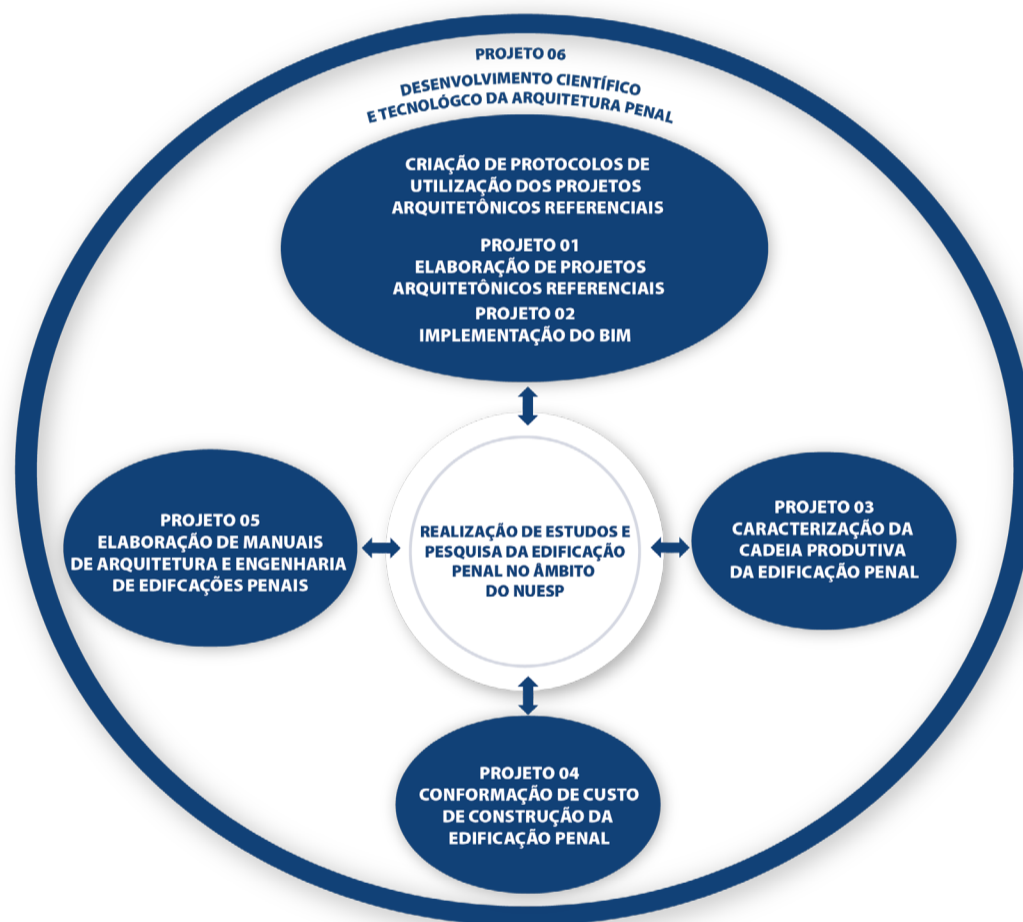 PROJETO 06
DESENVOLVIMENTO CIENTÍFICO
E TECNOLÓGCO DA ARQUITETURA PENAL
CRIAÇÃO DE PROTOCOLOS DE
UTILIZAÇÃO DOS PROJETOS
ARQUITETÔNICOS REFERENCIAIS
PROJETO 01
ELABORAÇÃO DE PROJETOS
ARQUITETÔNICOS REFERENCIAIS
PROJETO 02
IMPLEMENTAÇÃO DO BIM
PROJETO 05
ELABORAÇÃO DE MANUAIS
DE ARQUITETURA E ENGENHARIA
DE EDIFCAÇÕES PENAIS
REALIZAÇÃO DE ESTUDOS E
PESQUISA DA EDIFICAÇÃO
PENAL NO ÂMBITO
DO NUESP
PROJETO 03
CARACTERIZAÇÃO DA
CADEIA PRODUTIVA
DA EDIFICAÇÃO PENAL
PROJETO 04
CONFORMAÇÃO DE CUSTO
DE CONSTRUÇÃO DA
EDIFICAÇÃO PENAL